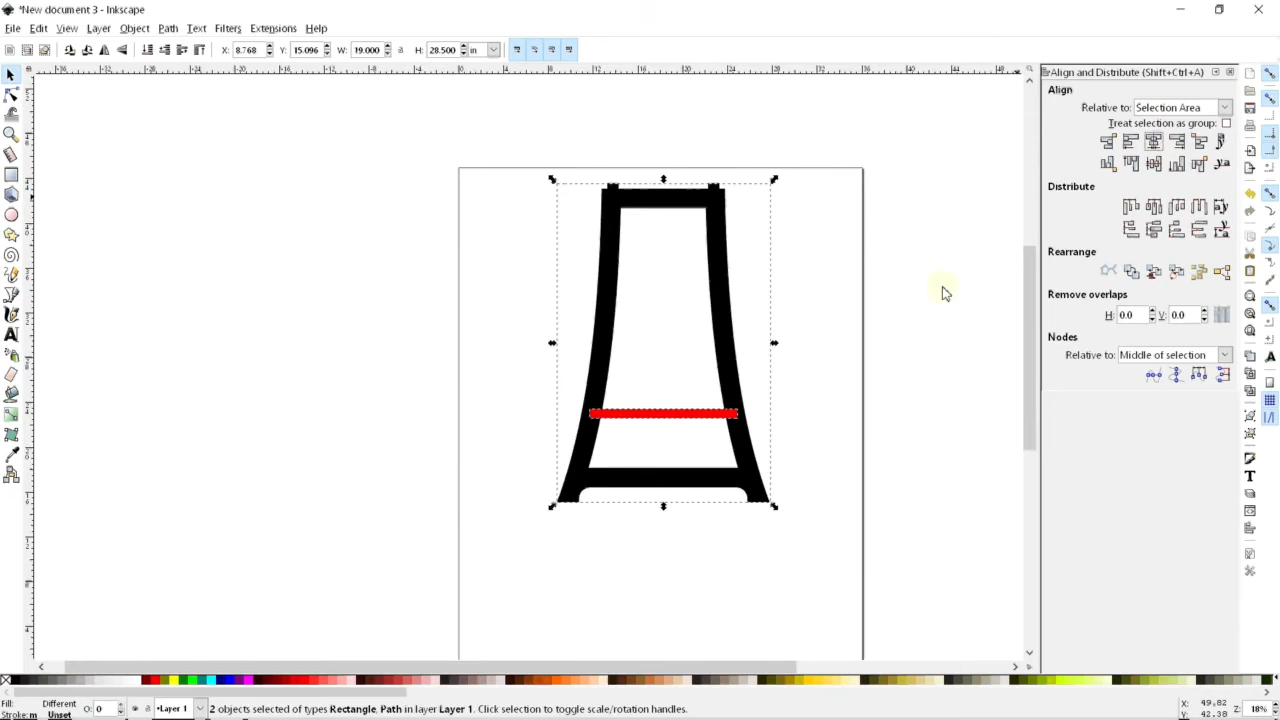 *New document 3 - Inkscape
File Edit View Layer Object Path Text Filters Extensions Help
X: 8.768 Y: 15.096 W: 19.000 H: 28.500 in
Align and Distribute (Shift+Ctrl+A)
Align
Relative to: Selection Area
Treat selection as group:
Distribute
Rearrange
Remove overlaps
H: 0.0 V: 0.0
Nodes
Relative to: Middle of selection
Fill: Different O: 0 Layer 1 2 objects selected of types Rectangle, Path in layer Layer 1. Click selection to toggle scale/rotation handles. X: 49.82 Z: 18%
Stroke: m Unset Y: 42.38